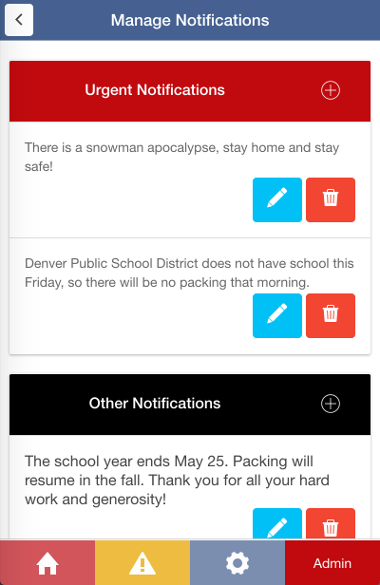 Manage Notifications
Urgent Notifications
There is a snowman apocalypse, stay home and stay
safe!
Denver Public School District does not have school this
Friday, so there will be no packing that morning.
Other Notifications
The school year ends May 25. Packing will
resume in the fall. Thank you for all your hard
work and generosity!
Admin